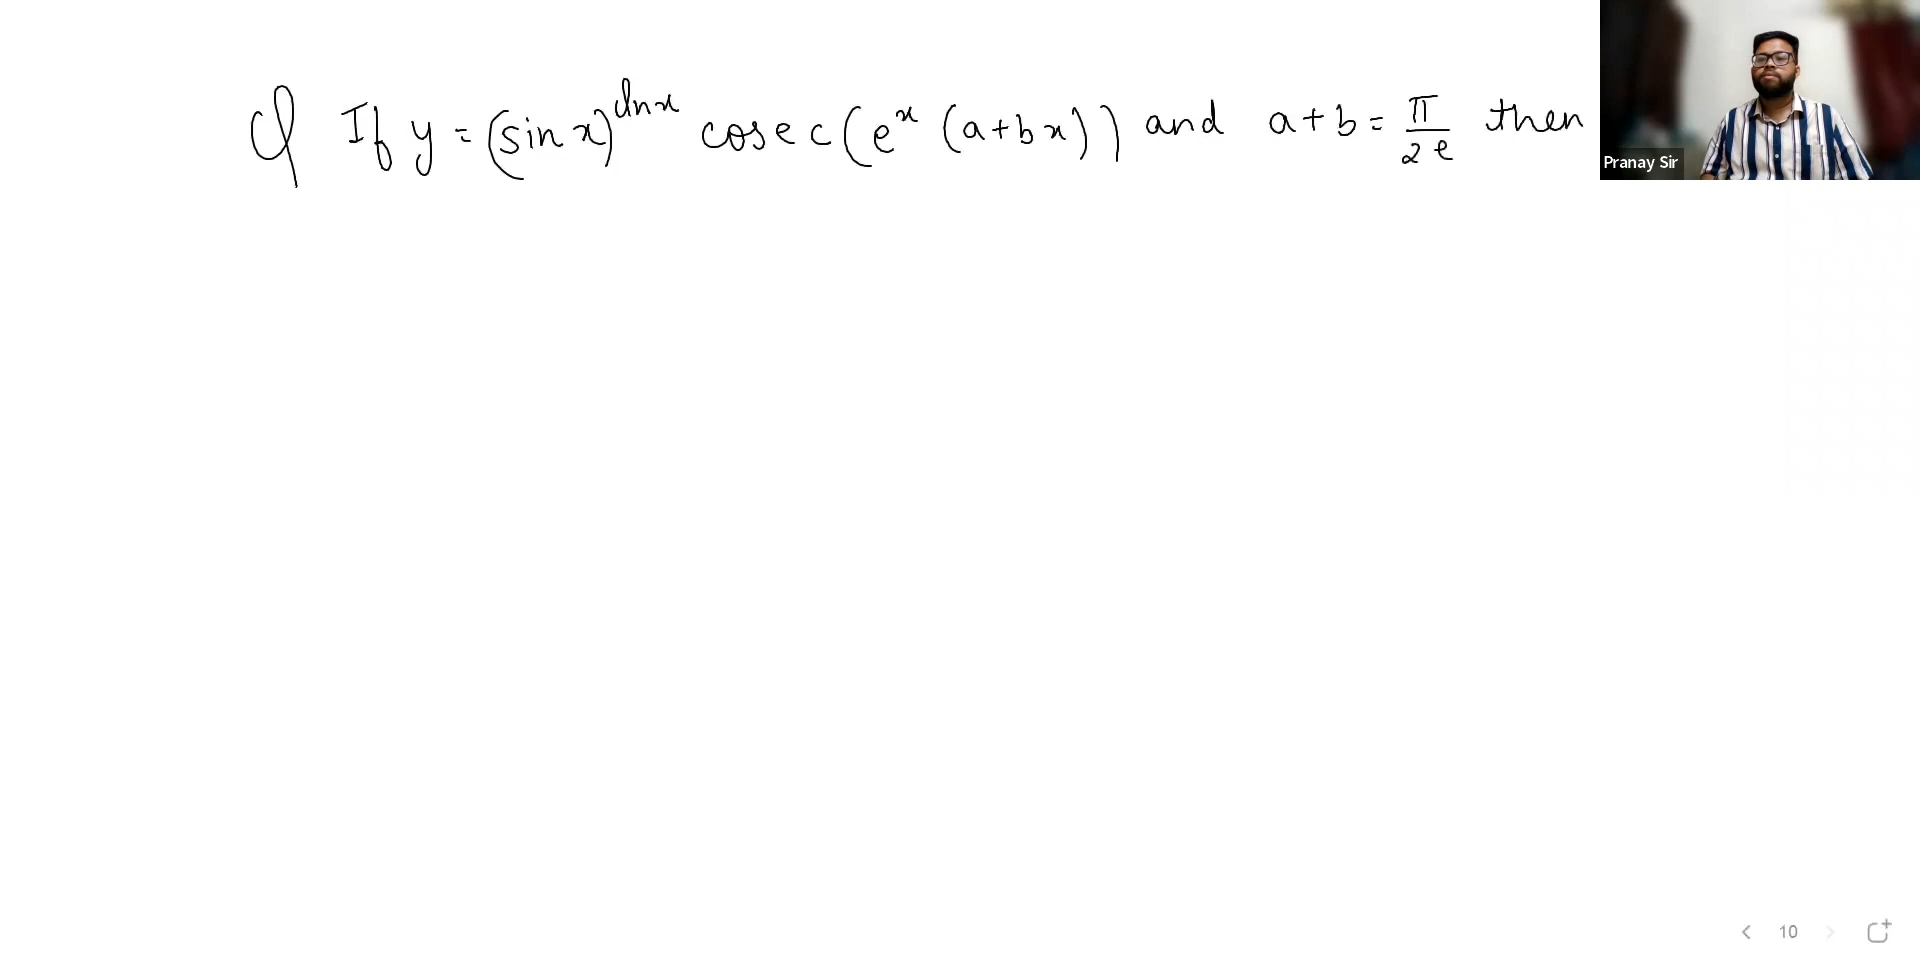 Q If y = (sin x)^{ln x} cosec(e^x (a+bx)) and a+b = π/2e then
Pranay Sir
10